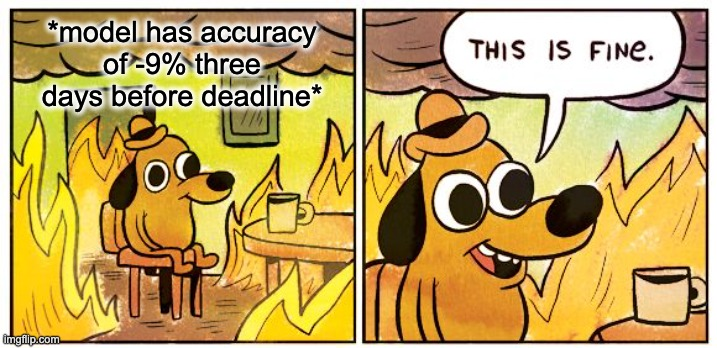 *model has accuracy
of -9% three
days before deadline*
THIS IS FINE.
imgflip.com